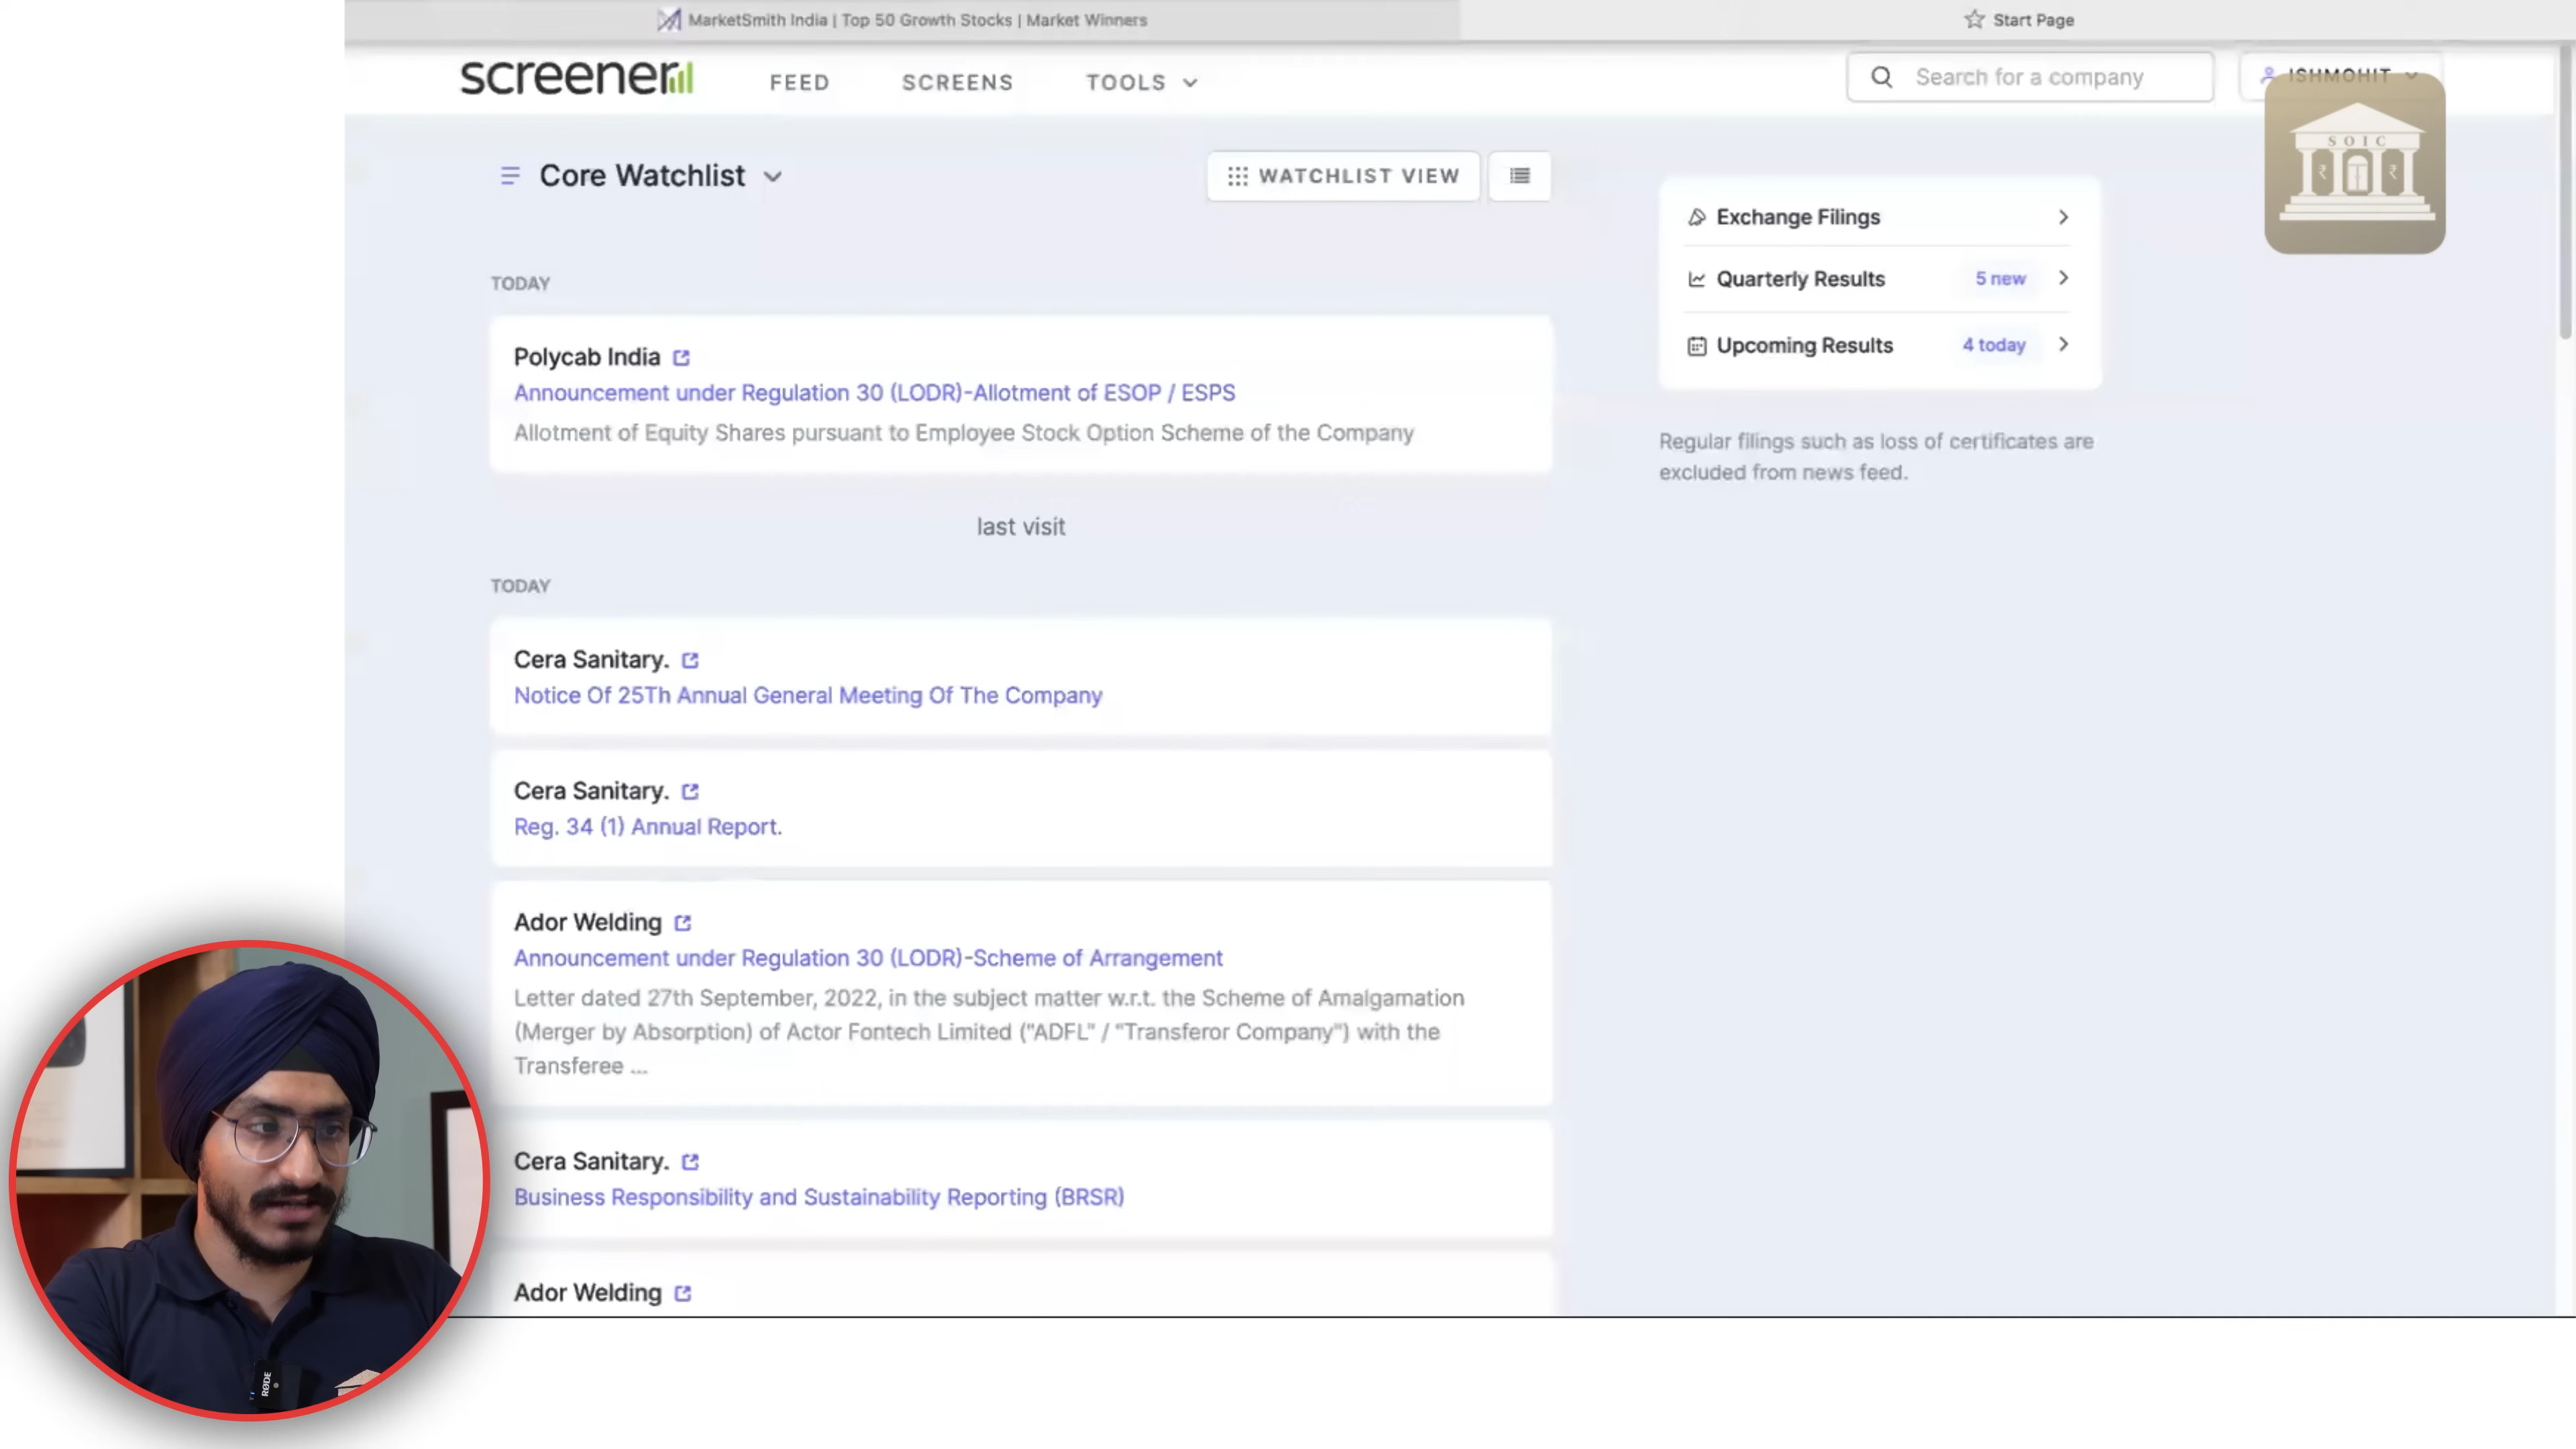 MarketSmith India | Top 50 Growth Stocks | Market Winners
Start Page
screener
FEED
SCREENS
TOOLS
Search for a company
ISHMOHIT
SOIC
Core Watchlist
WATCHLIST VIEW
Exchange Filings
Quarterly Results
5 new
Upcoming Results
4 today
Regular filings such as loss of certificates are
excluded from news feed.
TODAY
Polycab India
Announcement under Regulation 30 (LODR)-Allotment of ESOP / ESPS
Allotment of Equity Shares pursuant to Employee Stock Option Scheme of the Company
last visit
TODAY
Cera Sanitary.
Notice Of 25Th Annual General Meeting Of The Company
Cera Sanitary.
Reg. 34 (1) Annual Report.
Ador Welding
Announcement under Regulation 30 (LODR)-Scheme of Arrangement
Letter dated 27th September, 2022, in the subject matter w.r.t. the Scheme of Amalgamation
(Merger by Absorption) of Actor Fontech Limited ("ADFL" / "Transferor Company") with the
Transferee ...
Cera Sanitary.
Business Responsibility and Sustainability Reporting (BRSR)
Ador Welding
RØDE